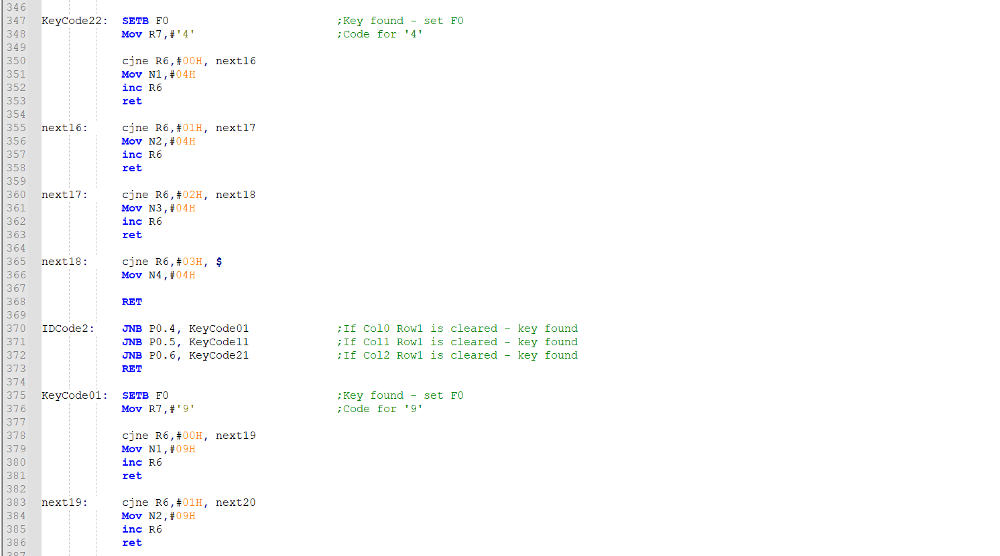 346
347 KeyCode22: SETB F0 ;Key found - set F0
348 Mov R7,#'4' ;Code for '4'
349
350 cjne R6,#00H, next16
351 Mov N1,#04H
352 inc R6
353 ret
354
355 next16: cjne R6,#01H, next17
356 Mov N2,#04H
357 inc R6
358 ret
359
360 next17: cjne R6,#02H, next18
361 Mov N3,#04H
362 inc R6
363 ret
364
365 next18: cjne R6,#03H, $
366 Mov N4,#04H
367
368 RET
369
370 IDCode2: JNB P0.4, KeyCode01 ;If Col0 Row1 is cleared - key found
371 JNB P0.5, KeyCode11 ;If Col1 Row1 is cleared - key found
372 JNB P0.6, KeyCode21 ;If Col2 Row1 is cleared - key found
373 RET
374
375 KeyCode01: SETB F0 ;Key found - set F0
376 Mov R7,#'9' ;Code for '9'
377
378 cjne R6,#00H, next19
379 Mov N1,#09H
380 inc R6
381 ret
382
383 next19: cjne R6,#01H, next20
384 Mov N2,#09H
385 inc R6
386 ret
387